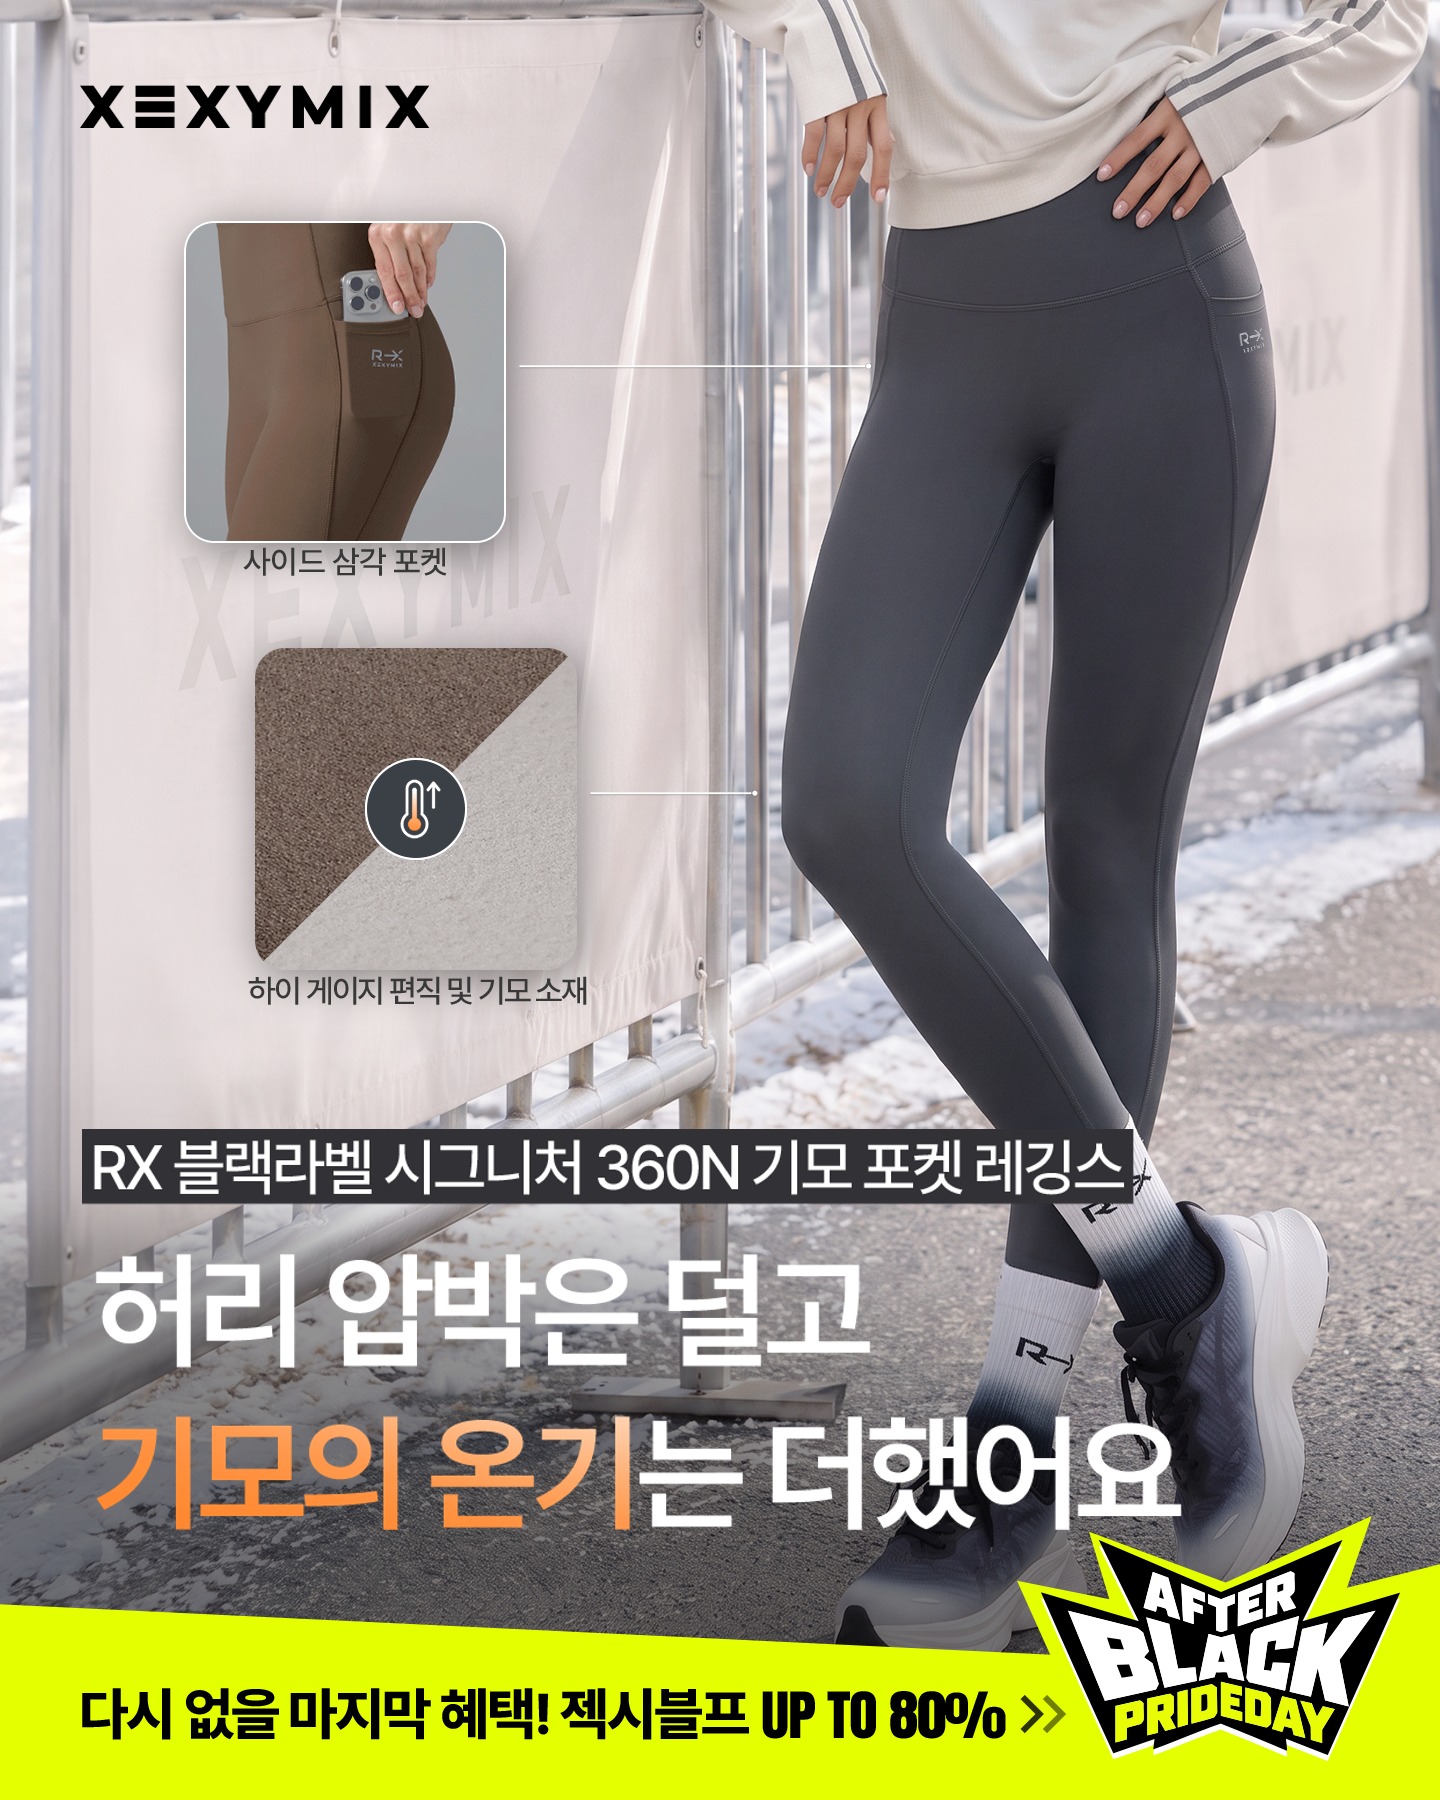 XEXYMIX
R→X
XEXYMIX
R→X
XEXYMIX
XEXYMIX
사이드 삼각 포켓
하이 게이지 편직 및 기모 소재
RX 블랙라벨 시그니처 360N 기모 포켓 레깅스
허리 압박은 덜고
기모의 온기는 더했어요
AFTER
BLACK
PRIDEDAY
다시 없을 마지막 혜택! 젝시블프 UP TO 80% >>